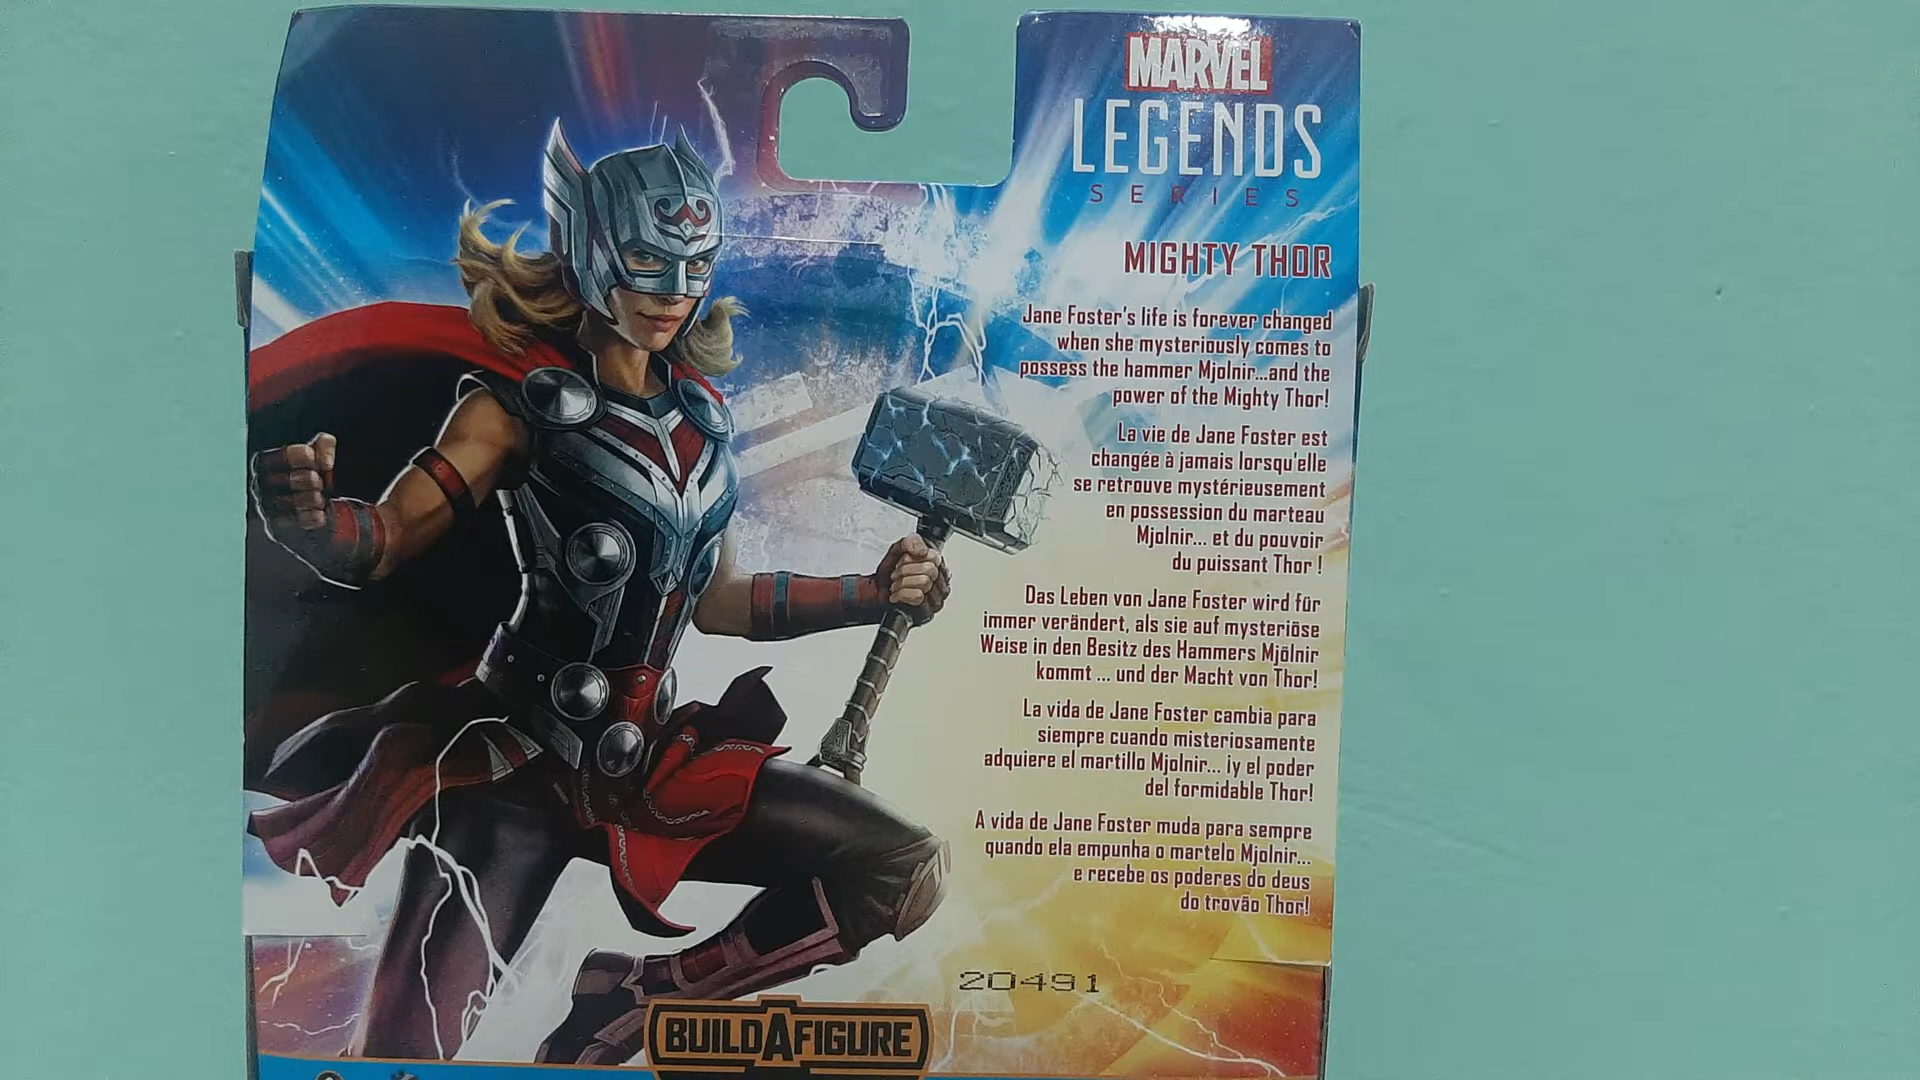 MARVEL
LEGENDS
SERIES
MIGHTY THOR
Jane Foster's life is forever changed
when she mysteriously comes to
possess the hammer Mjolnir...and the
power of the Mighty Thor!
La vie de Jane Foster est
changée à jamais lorsqu'elle
se retrouve mystérieusement
en possession du marteau
Mjolnir... et du pouvoir
du puissant Thor !
Das Leben von Jane Foster wird für
immer verändert, als sie auf mysteriöse
Weise in den Besitz des Hammers Mjölnir
kommt ... und der Macht von Thor!
La vida de Jane Foster cambia para
siempre cuando misteriosamente
adquiere el martillo Mjolnir... ¡y el poder
del formidable Thor!
A vida de Jane Foster muda para sempre
quando ela empunha o martelo Mjolnir...
e recebe os poderes do deus
do trovão Thor!
20491
BUILDAFIGURE